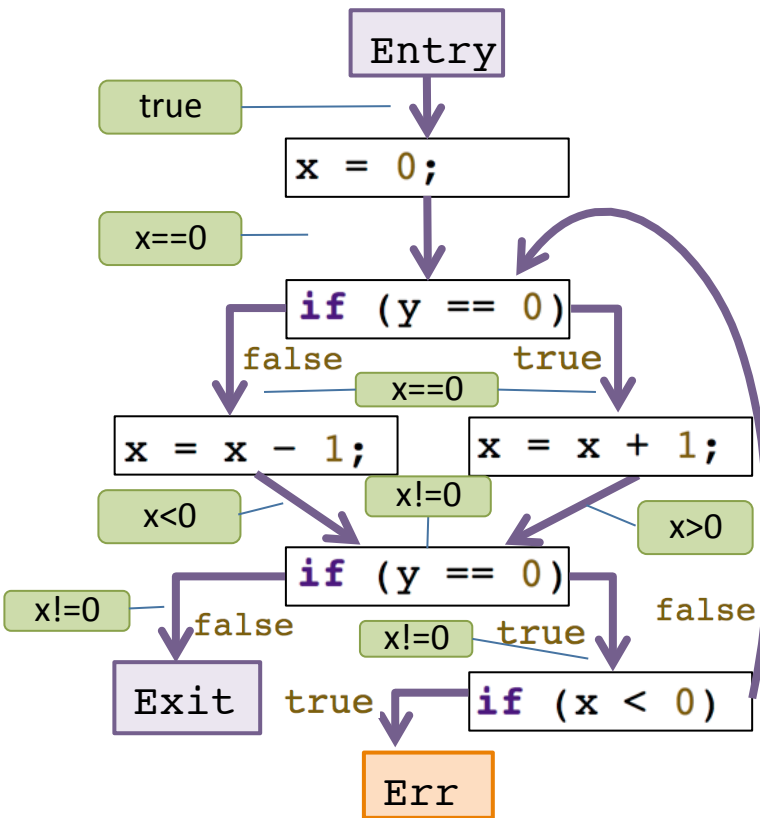 Entry
true
x = 0;
x==0
if (y == 0)
false
true
x==0
x = x - 1;
x = x + 1;
x<0
x!=0
x>0
if (y == 0)
x!=0
false
x!=0
true
false
Exit
true
if (x < 0)
Err